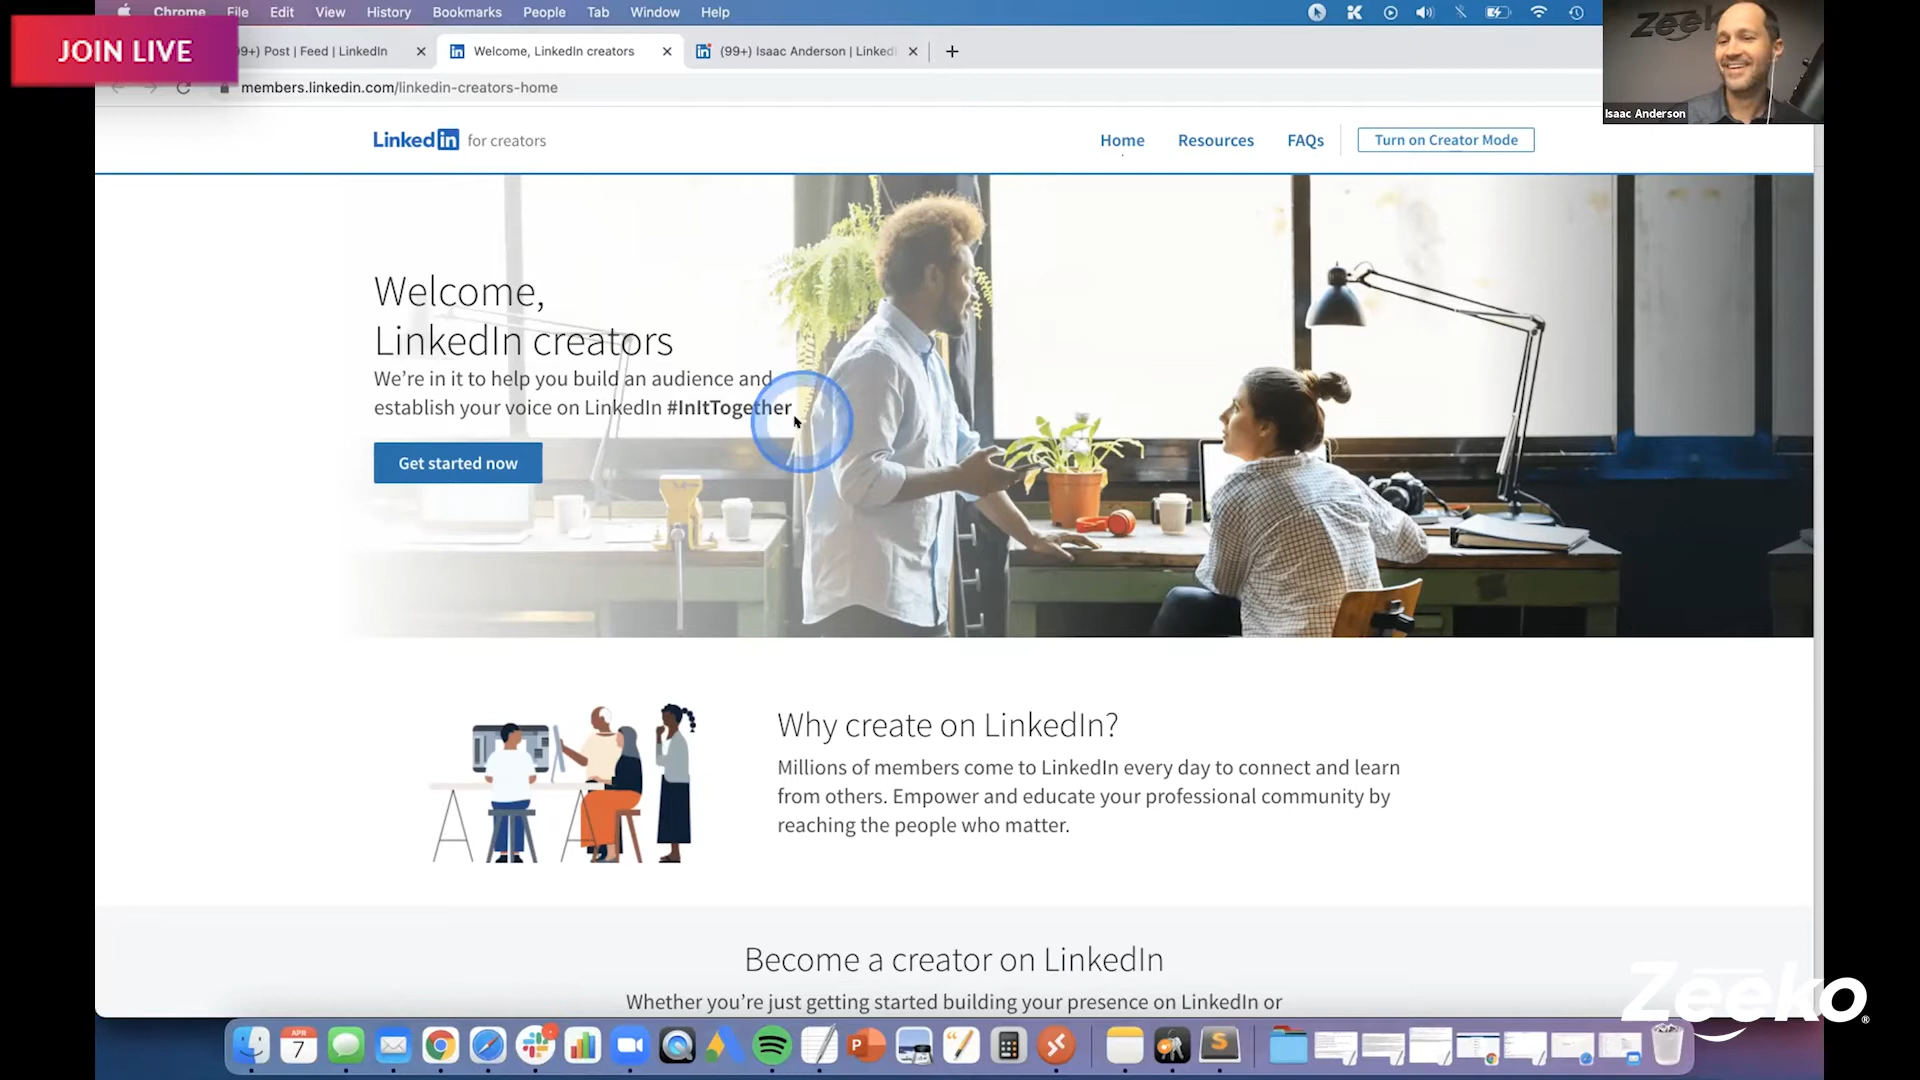 Chrome File Edit View History Bookmarks People Tab Window Help
JOIN LIVE
9+) Post | Feed | LinkedIn
Welcome, LinkedIn creators
(99+) Isaac Anderson | Linked
members.linkedin.com/linkedin-creators-home
Zeeko
Isaac Anderson
Linked in for creators
Home Resources FAQs Turn on Creator Mode
Welcome,
LinkedIn creators
We’re in it to help you build an audience and
establish your voice on LinkedIn #InItTogether
Get started now
Why create on LinkedIn?
Millions of members come to LinkedIn every day to connect and learn
from others. Empower and educate your professional community by
reaching the people who matter.
Become a creator on LinkedIn
Whether you’re just getting started building your presence on LinkedIn or
Zeeko®
APR
7